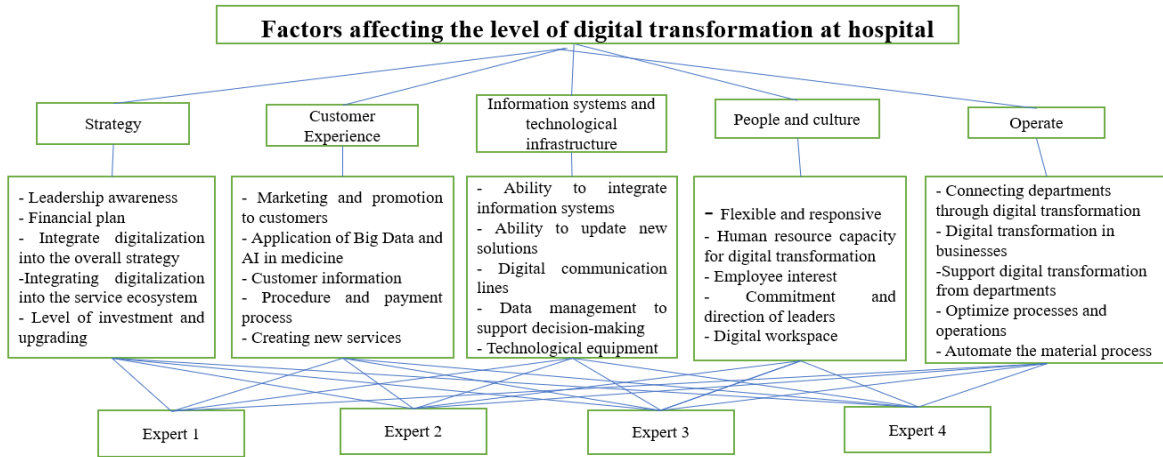 Factors affecting the level of digital transformation at hospital
Strategy
Customer
Experience
Information systems and
technological
infrastructure
People and culture
Operate
- Leadership awareness
- Financial plan
- Integrate digitalization
into the overall strategy
-Integrating digitalization
into the service ecosystem
- Level of investment and
upgrading
- Marketing and promotion
to customers
- Application of Big Data and
AI in medicine
- Customer information
- Procedure and payment
process
- Creating new services
- Ability to integrate
information systems
- Ability to update new
solutions
- Digital communication
lines
- Data management to
support decision-making
- Technological equipment
- Flexible and responsive
- Human resource capacity
for digital transformation
- Employee interest
- Commitment and
direction of leaders
- Digital workspace
- Connecting departments
through digital transformation
- Digital transformation in
businesses
-Support digital transformation
from departments
- Optimize processes and
operations
- Automate the material process
Expert 1
Expert 2
Expert 3
Expert 4